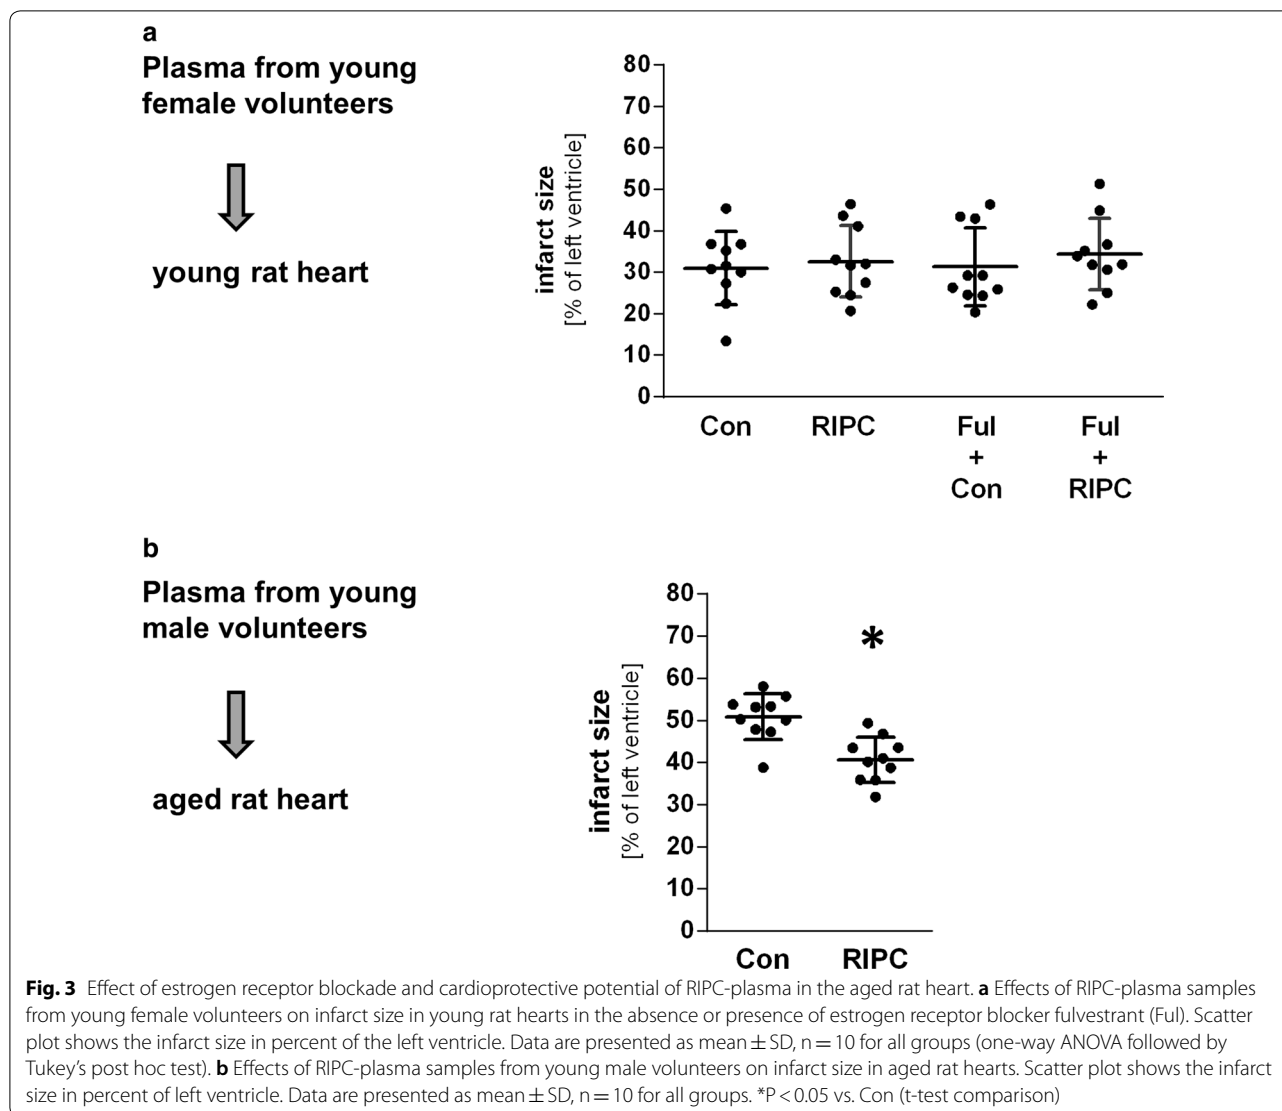 a
Plasma from young
female volunteers
young rat heart
infarct size
[% of left ventricle]
80
70
60
50
40
30
20
10
0
Con
RIPC
Ful
+
Con
Ful
+
RIPC
b
Plasma from young
male volunteers
aged rat heart
infarct size
[% of left ventricle]
80
70
60
50
40
30
20
10
0
*
Con
RIPC
Fig. 3 Effect of estrogen receptor blockade and cardioprotective potential of RIPC-plasma in the aged rat heart. a Effects of RIPC-plasma samples
from young female volunteers on infarct size in young rat hearts in the absence or presence of estrogen receptor blocker fulvestrant (Ful). Scatter
plot shows the infarct size in percent of the left ventricle. Data are presented as mean ± SD, n = 10 for all groups (one-way ANOVA followed by
Tukey's post hoc test). b Effects of RIPC-plasma samples from young male volunteers on infarct size in aged rat hearts. Scatter plot shows the infarct
size in percent of left ventricle. Data are presented as mean ± SD, n = 10 for all groups. *P < 0.05 vs. Con (t-test comparison)